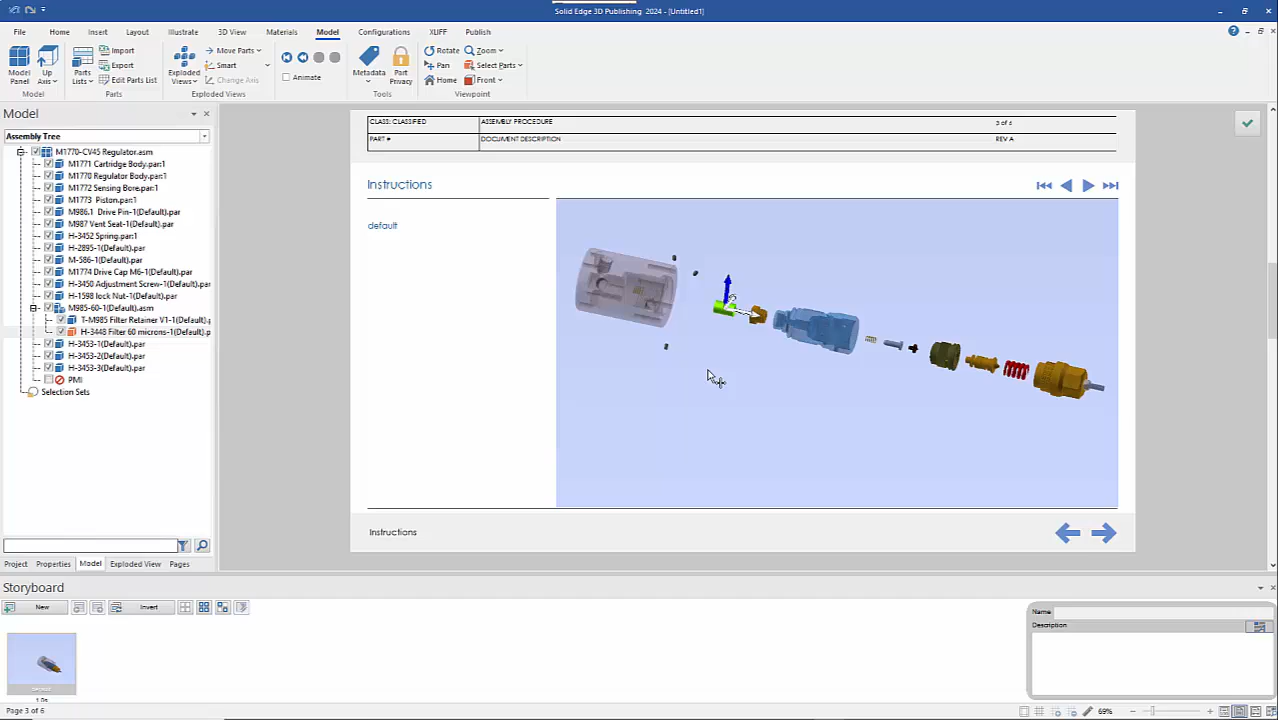 Solid Edge 3D Publishing 2024 - [Untitled1]
File Home Insert Layout Illustrate 3D View Materials Model Configurations XLIFF Publish
Model Panel
Up Axis
Model
Parts Lists
Import
Export
Edit Parts List
Parts
Exploded Views
Move Parts
Smart
Change Axis
Animate
Exploded Views
Metadata
Part Privacy
Tools
Rotate
Zoom
Pan
Select Parts
Home
Front
Viewpoint
Model
Assembly Tree
M1770-CV45 Regulator.asm
M1771 Cartridge Body.par:1
M1770 Regulator Body.par:1
M1772 Sensing Bore.par:1
M1773 Piston.par:1
M986.1 Drive Pin-1(Default).par
M987 Vent Seat-1(Default).par
H-3452 Spring.par:1
H-2895-1(Default).par
M-586-1(Default).par
M1774 Drive Cap M6-1(Default).par
H-3450 Adjustment Screw-1(Default).par
H-1598 lock Nut-1(Default).par
M985-60-1(Default).asm
T-M985 Filter Retainer V1-1(Default).p
H-3448 Filter 60 microns-1(Default).p
H-3453-1(Default).par
H-3453-2(Default).par
H-3453-3(Default).par
PMI
Selection Sets
Project Properties Model Exploded View Pages
CLASS: CLASSIFIED ASSEMBLY PROCEDURE 3 of 6
PART # DOCUMENT DESCRIPTION REV A
Instructions
default
Instructions
Storyboard
New Invert
default
1.0s
Name
Description
Page 3 of 6
69%